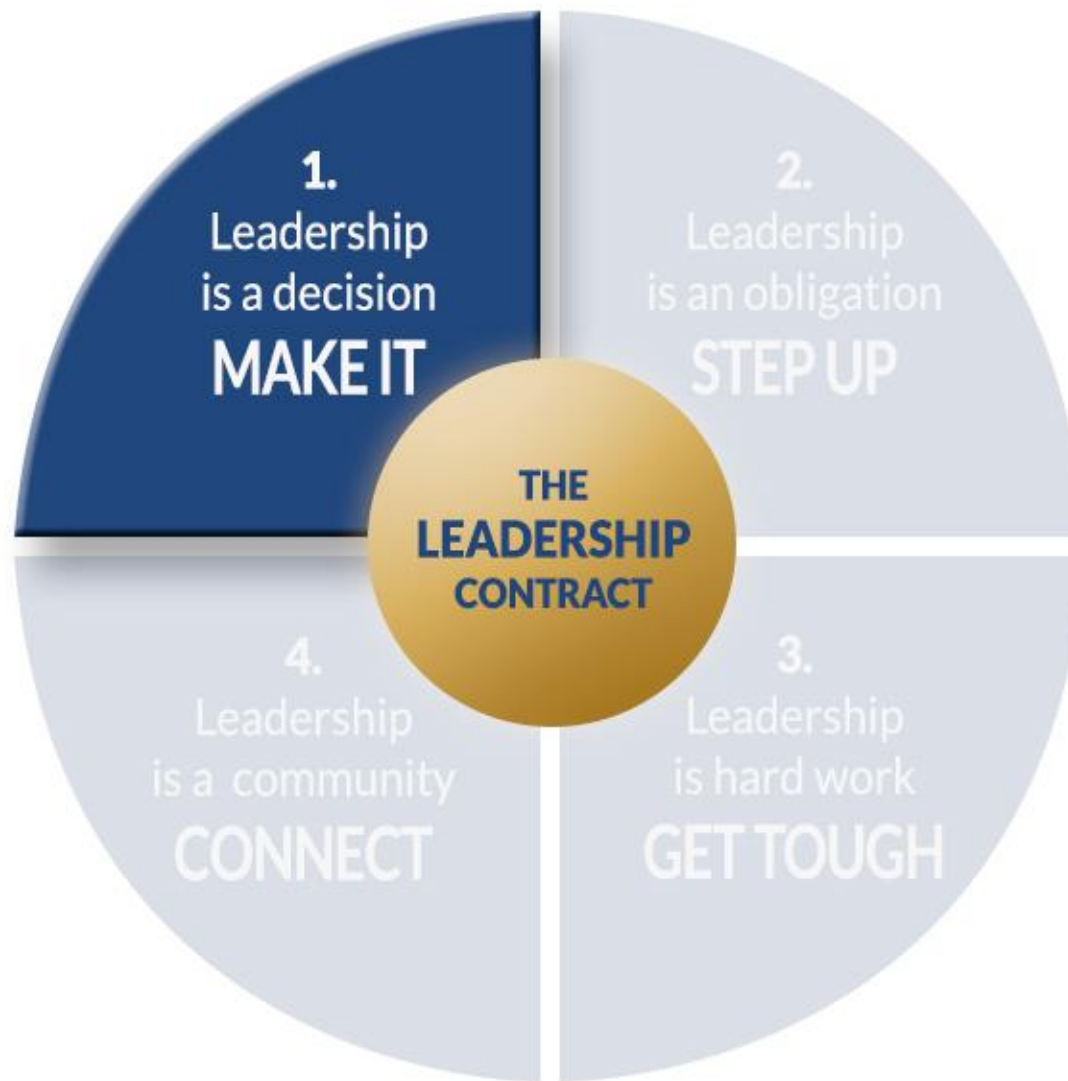 1.
Leadership
is a decision
MAKE IT
2.
Leadership
is an obligation
STEP UP
THE
LEADERSHIP
CONTRACT
4.
Leadership
is a community
CONNECT
3.
Leadership
is hard work
GET TOUGH